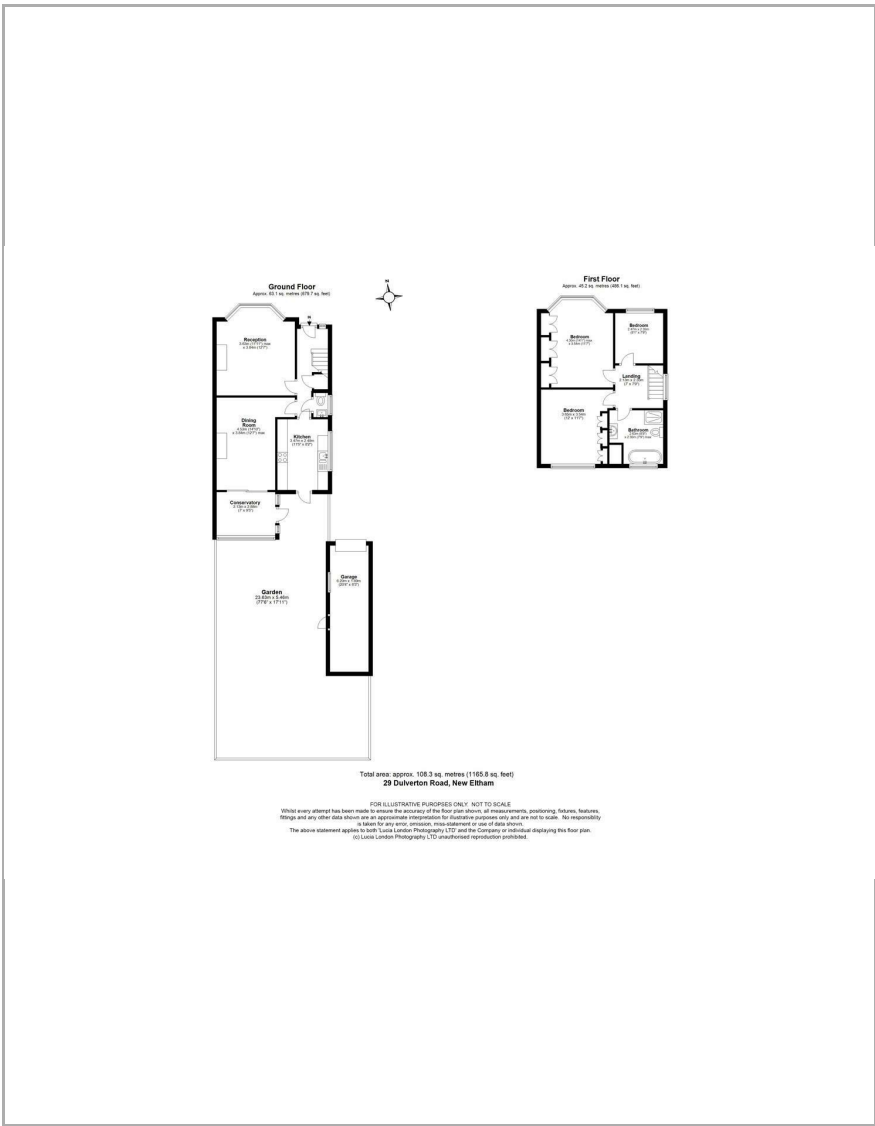 N
Ground Floor
Approx. 63.1 sq. metres (679.7 sq. feet)
Reception
Dining
Room
Kitchen
Conservatory
Garden
23.63m x 5.46m
(77'6" x 17'11")
Garage
First Floor
Approx. 45.2 sq. metres (486.1 sq. feet)
Bedroom
Bedroom
Landing
Bedroom
Bathroom
Total area: approx. 108.3 sq. metres (1165.8 sq. feet)
29 Dulverton Road, New Eltham
FOR ILLUSTRATIVE PUROPSES ONLY. NOT TO SCALE
Whilst every attempt has been made to ensure the accuracy of the floor plan shown, all measurements, positioning, fixtures, features,
fittings and any other data shown are an approximate interpretation for illustrative purposes only and are not to scale. No responsiblity
is taken for any error, omission, miss-statement or use of data shown.
The above statement applies to both 'Lucia London Photography LTD' and the Company or individual displaying this floor plan.
(c) Lucia London Photography LTD unauthorised reproduction prohibited.